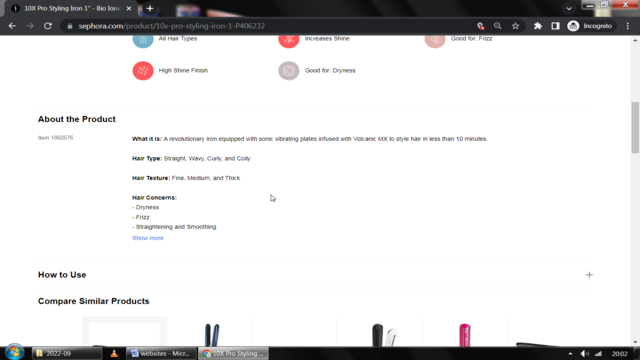 10X Pro Styling Iron 1" - Bio Ionic
sephora.com/product/10x-pro-styling-iron-1-P406232
Incognito
All Hair Types
Increases Shine
Good for: Frizz
High Shine Finish
Good for: Dryness
About the Product
Item 1860576
What it is: A revolutionary iron equipped with sonic vibrating plates infused with Volcanic MX to style hair in less than 10 minutes.
Hair Type: Straight, Wavy, Curly, and Coily
Hair Texture: Fine, Medium, and Thick
Hair Concerns:
- Dryness
- Frizz
- Straightening and Smoothing
Show more
How to Use
Compare Similar Products
2022-09
websites - Micr...
10X Pro Styling ...
20:02